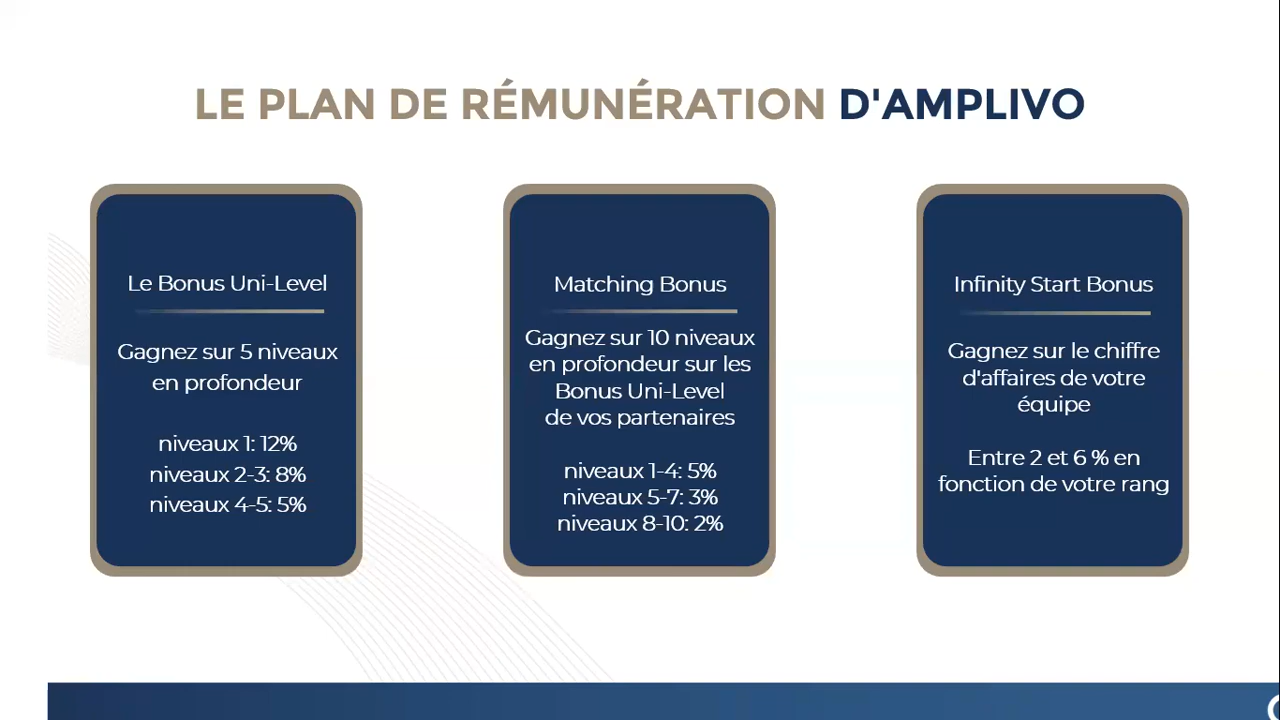 LE PLAN DE RÉMUNÉRATION D'AMPLIVO
Le Bonus Uni-Level
Gagnez sur 5 niveaux
en profondeur
niveaux 1: 12%
niveaux 2-3: 8%
niveaux 4-5: 5%
Matching Bonus
Gagnez sur 10 niveaux
en profondeur sur les
Bonus Uni-Level
de vos partenaires
niveaux 1-4: 5%
niveaux 5-7: 3%
niveaux 8-10: 2%
Infinity Start Bonus
Gagnez sur le chiffre
d'affaires de votre
équipe
Entre 2 et 6 % en
fonction de votre rang